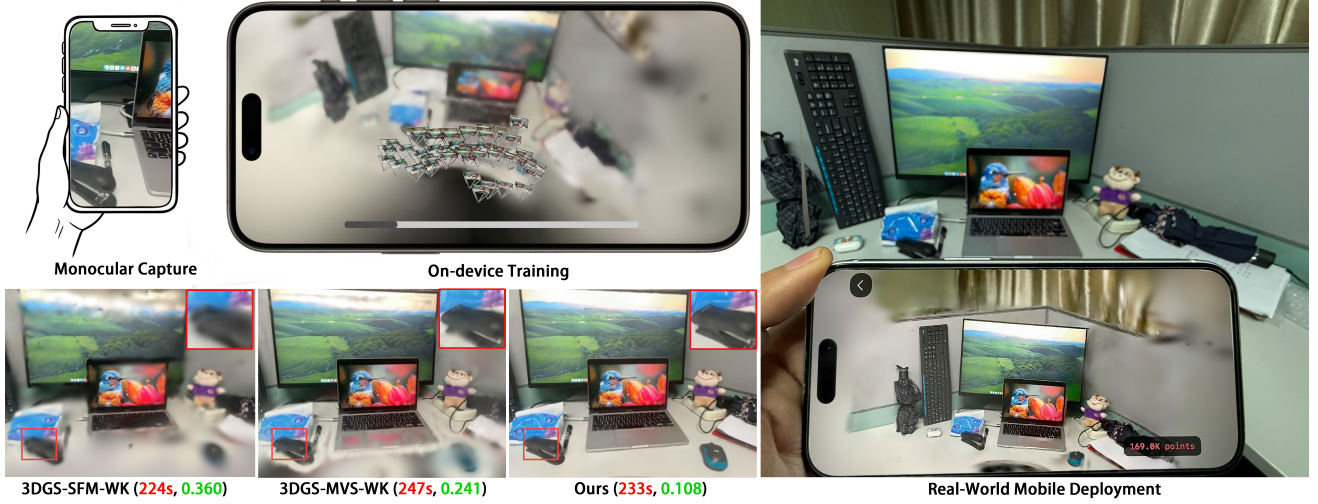 Monocular Capture
On-device Training
3DGS-SFM-WK (224s, 0.360)
3DGS-MVS-WK (247s, 0.241)
Ours (233s, 0.108)
169.0K points
Real-World Mobile Deployment